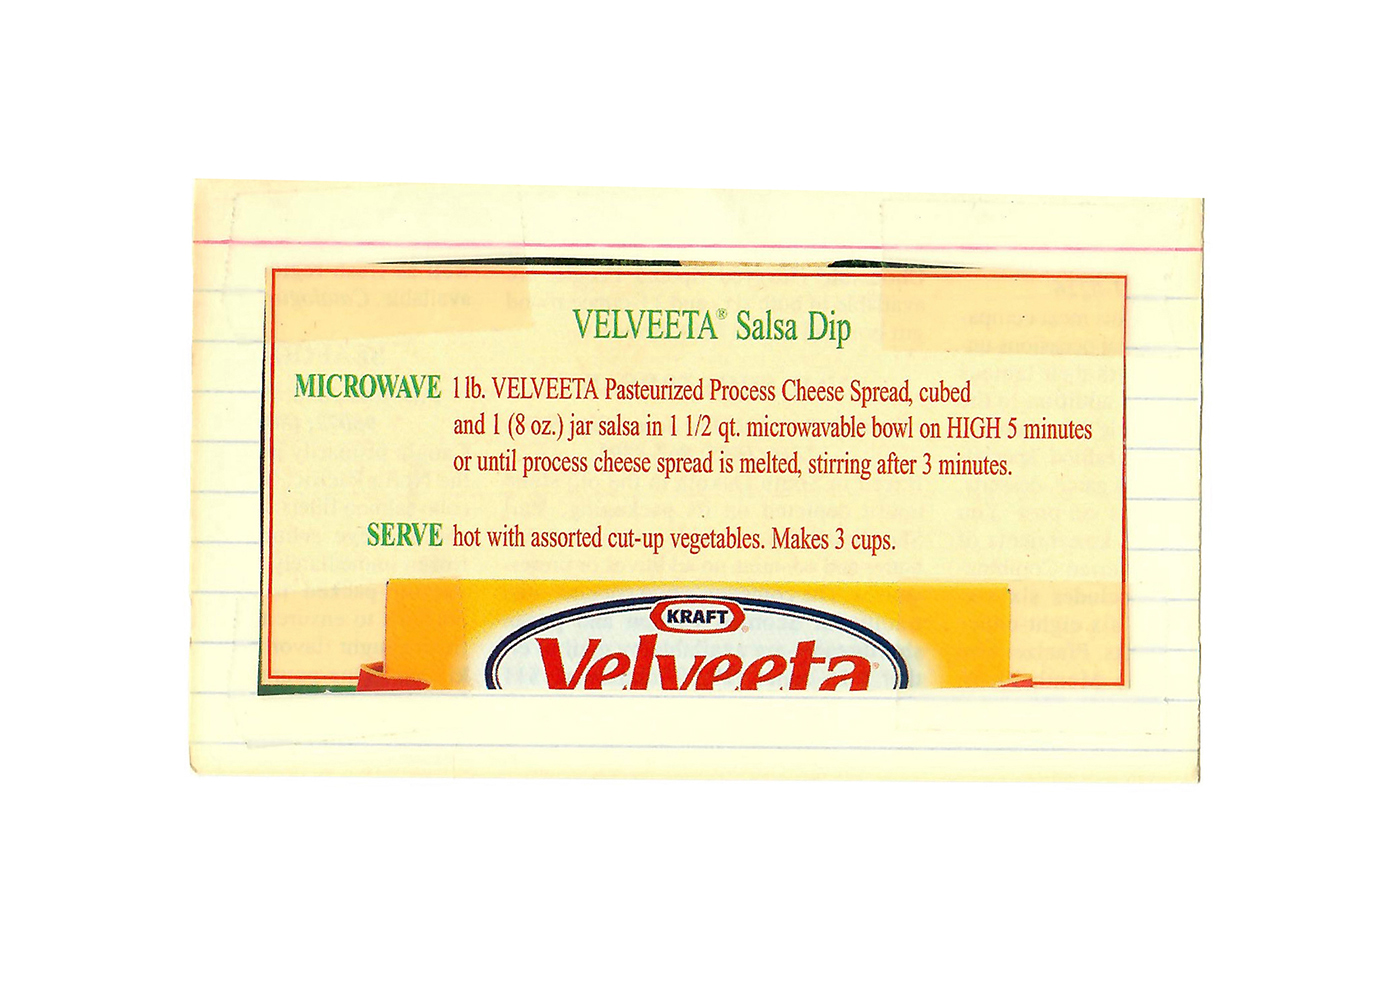 VELVEETA® Salsa Dip
MICROWAVE 1 lb. VELVEETA Pasteurized Process Cheese Spread, cubed
and 1 (8 oz.) jar salsa in 1 1/2 qt. microwavable bowl on HIGH 5 minutes
or until process cheese spread is melted, stirring after 3 minutes.
SERVE hot with assorted cut-up vegetables. Makes 3 cups.
KRAFT
Velveeta®